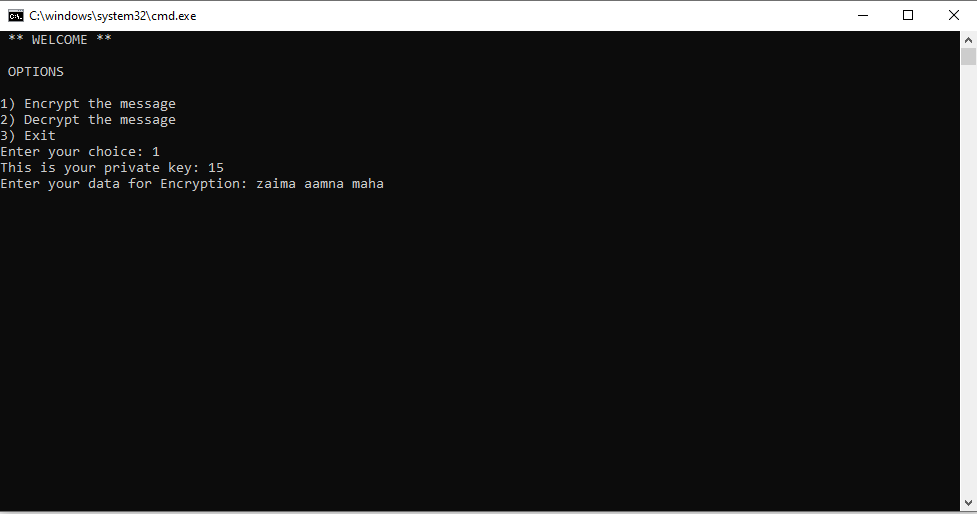 C:\windows\system32\cmd.exe
** WELCOME **
OPTIONS
1) Encrypt the message
2) Decrypt the message
3) Exit
Enter your choice: 1
This is your private key: 15
Enter your data for Encryption: zaima aamna maha